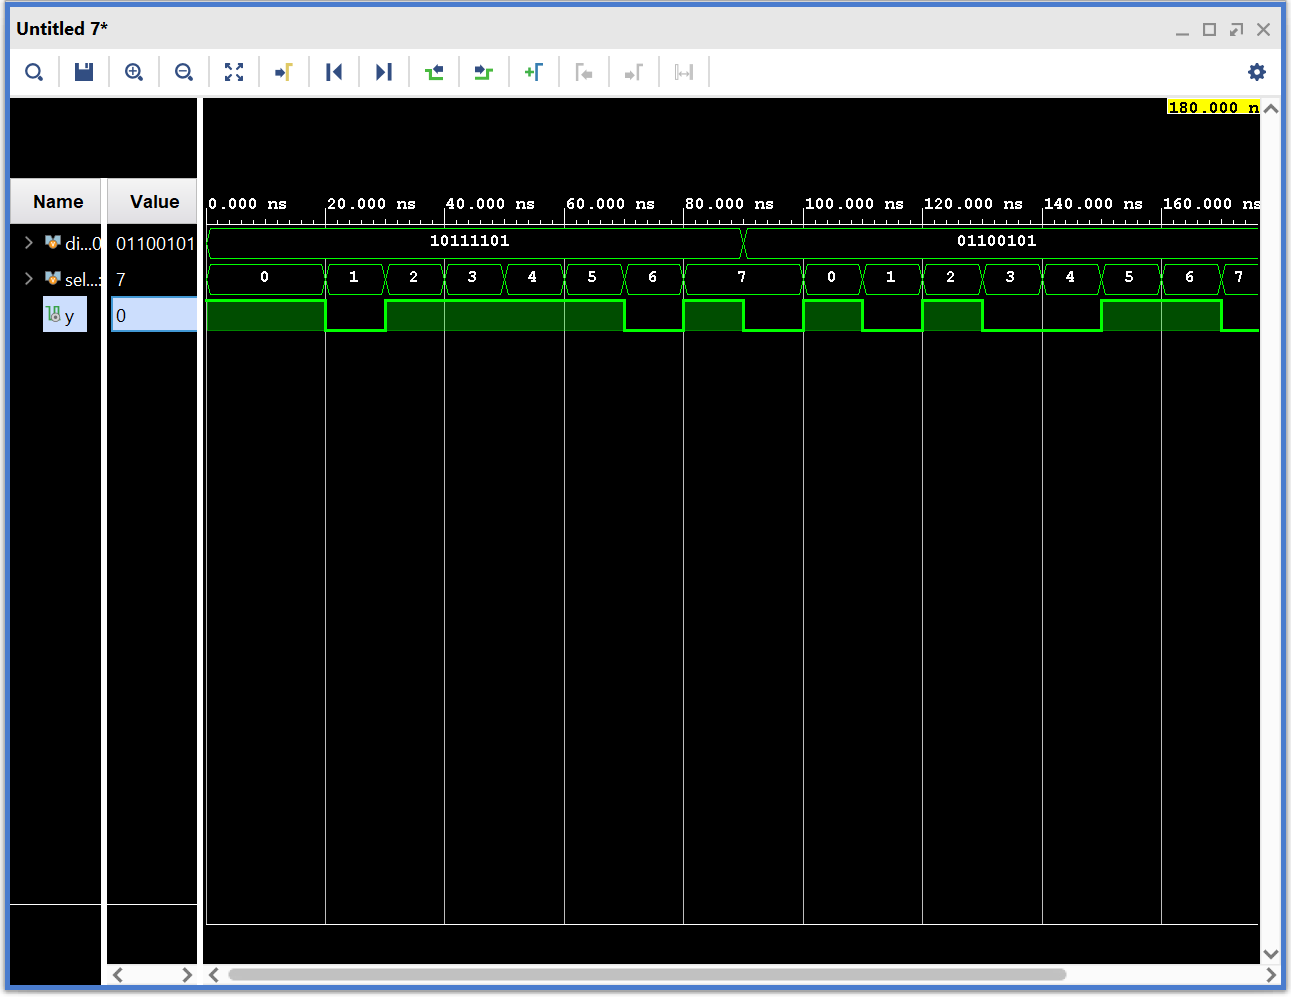 Untitled 7*
180.000 n
Name Value
0.000 ns 20.000 ns 40.000 ns 60.000 ns 80.000 ns 100.000 ns 120.000 ns 140.000 ns 160.000 ns
di...0 01100101 10111101 01100101
sel...: 7 0 1 2 3 4 5 6 7 0 1 2 3 4 5 6 7
y 0